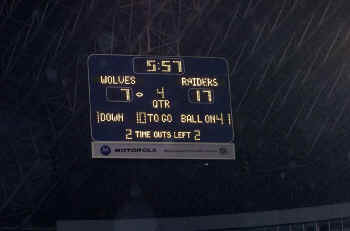 5:57
WOLVES RAIDERS
7 4 17
QTR
1 DOWN 10 TO GO BALL ON 41
2 TIME OUTS LEFT 2
MOTOROLA